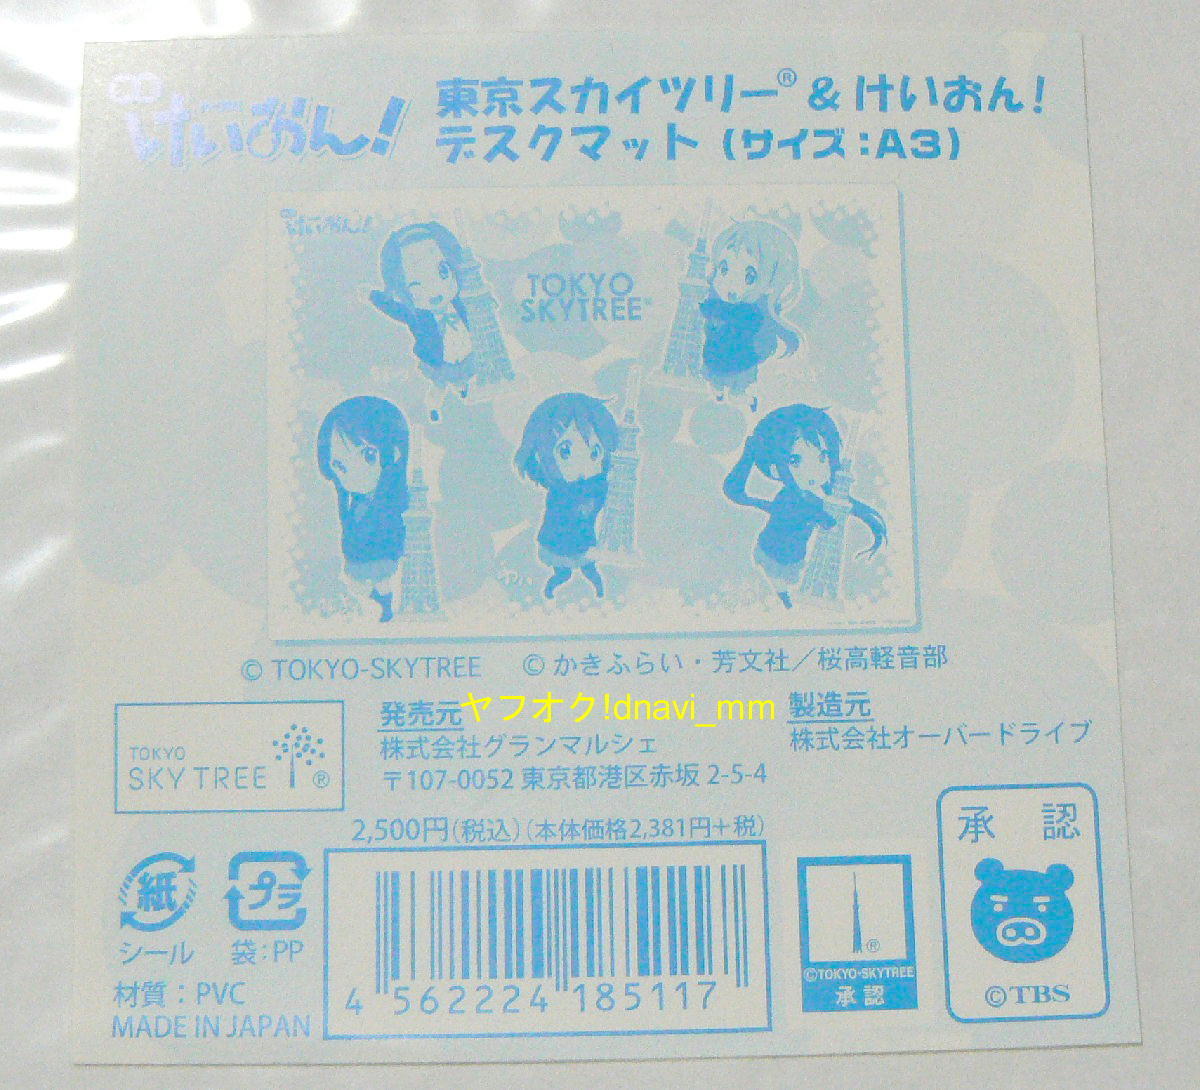 けいおん!
東京スカイツリー®&けいおん!
デスクマット(サイズ:A3)
けいおん!
TOKYO
SKYTREE®
© TOKYO-SKYTREE © かきふらい・芳文社／桜高軽音部
TOKYO
SKY TREE ®
発売元
株式会社グランマルシェ
〒107-0052 東京都港区赤坂 2-5-4
ヤフオク!dnavi_mm
製造元
株式会社オーバードライブ
2,500円(税込)(本体価格2,381円+税)
紙
シール
プラ
袋:PP
材質:PVC
MADE IN JAPAN
4 562224 185117
®
©TOKYO-SKYTREE
承認
承 認
©TBS